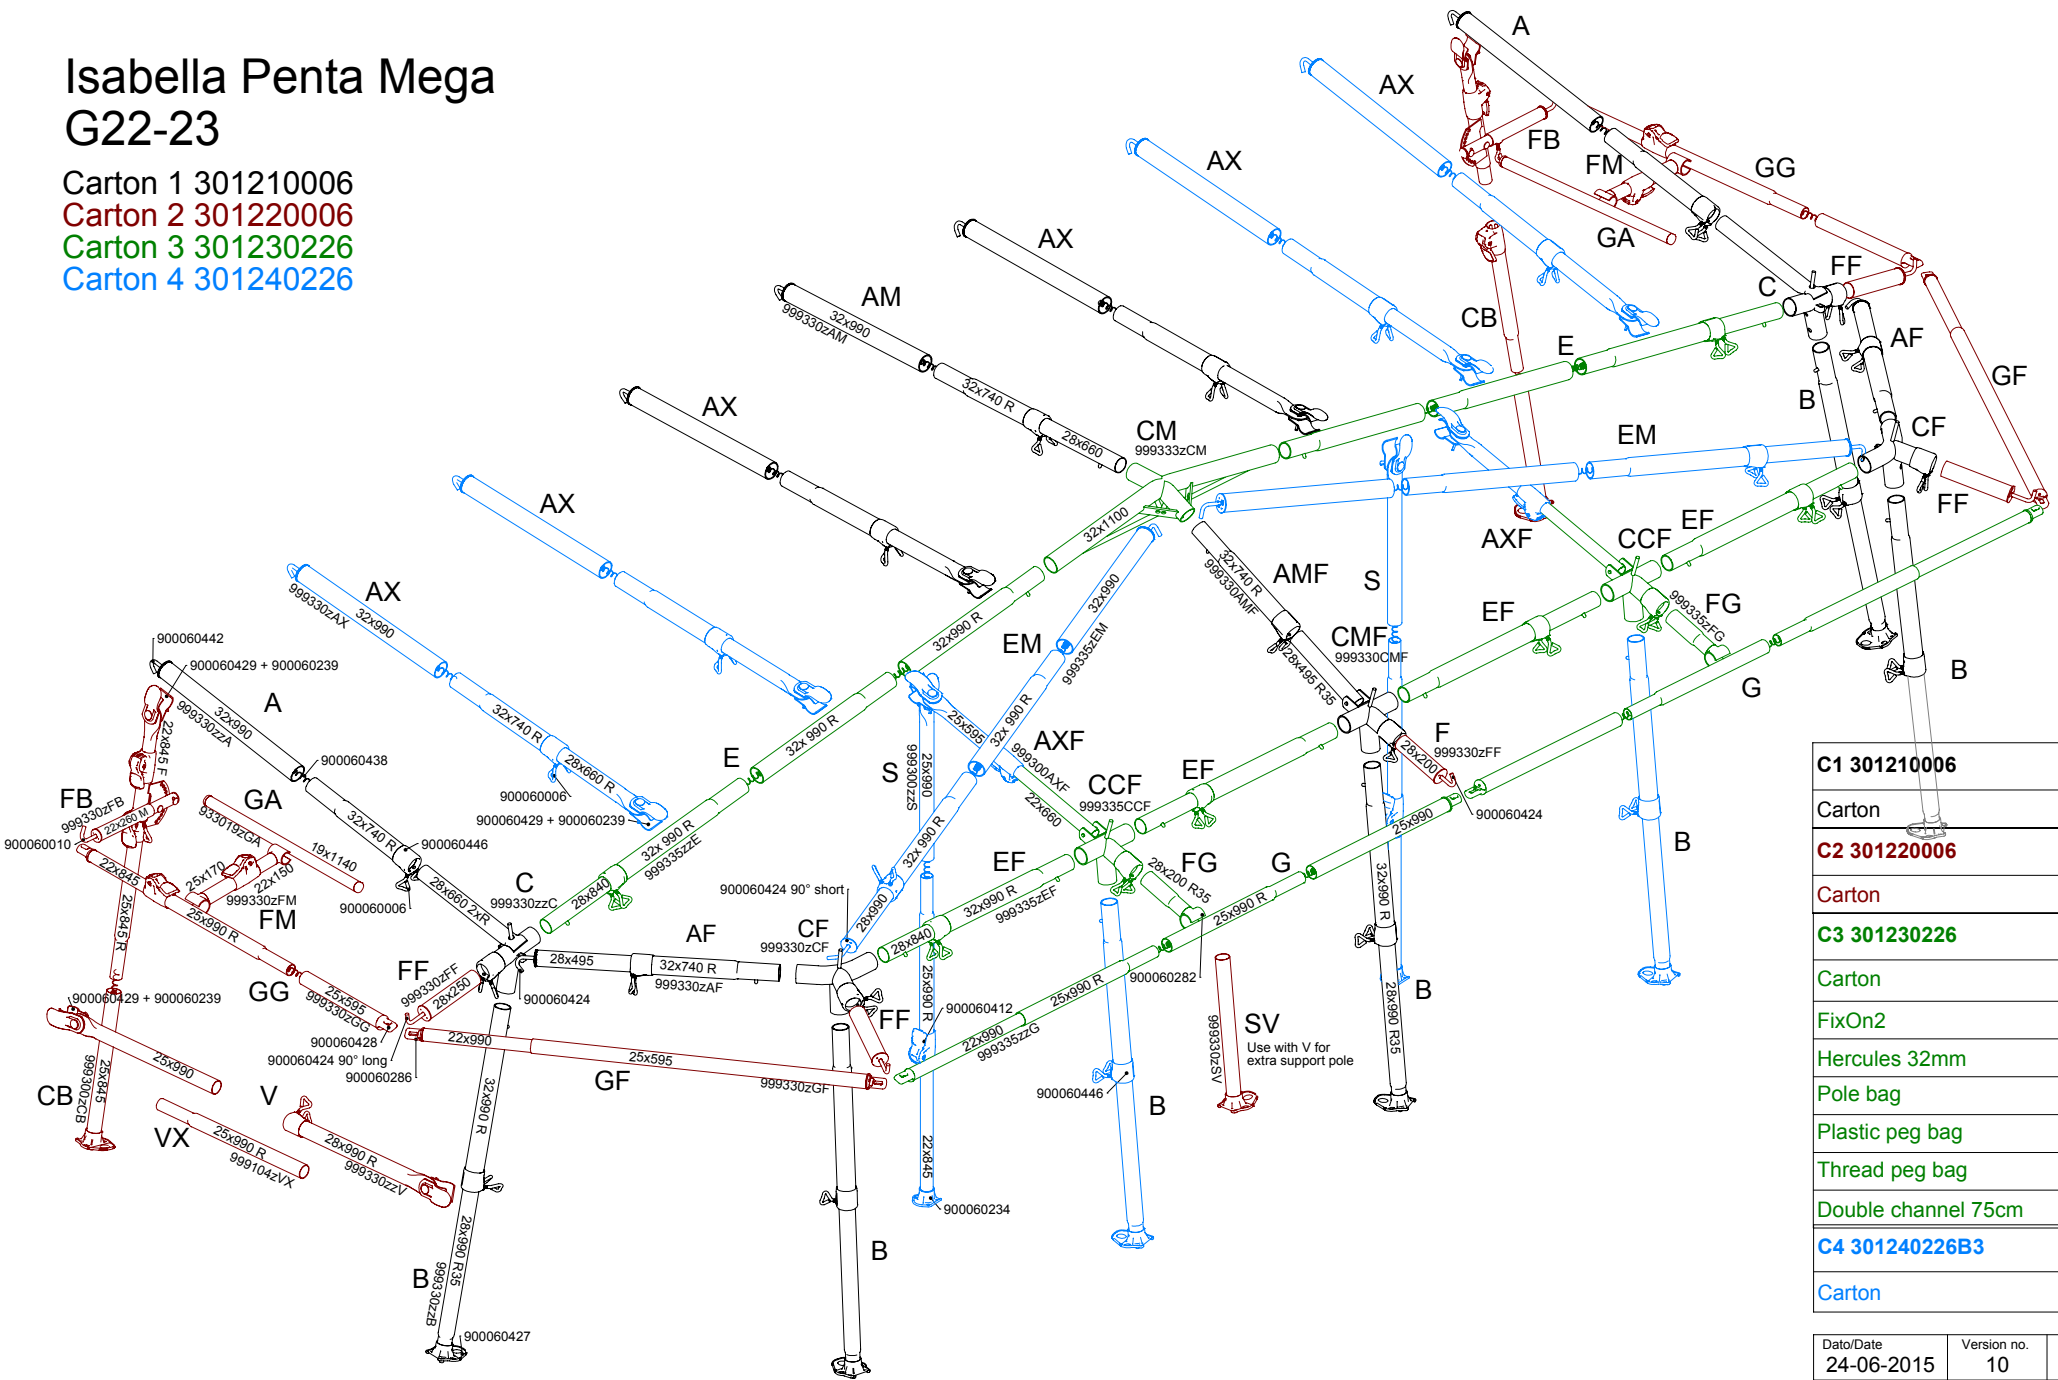 Isabella Penta Mega
G22-23
Carton 1 301210006
Carton 2 301220006
Carton 3 301230226
Carton 4 301240226
A
AX
AX
AX
AM
32x990
999330zAM
32x740 R
28x660
CM
999333zCM
32x1100
AX
AX
AX
32x990
999330zAX
32x740 R
28x660 R
900060006
900060429 + 900060239
FB
FM
GG
GA
CB
C
FF
AF
GF
B
CF
FF
E
EM
EF
AXF
CCF
FG
999335zFG
EF
B
B
G
S
AMF
32x740 R
999330AMF
28x495 R35
CMF
999330CMF
F
999330zFF
28x200
900060424
32x990
EM
999335zEM
32x 990 R
32x 990 R
28x990
900060424 90° short
32x990 R
32x 990 R
E
32x 990 R
999335zzE
28x840
900060442
900060429 + 900060239
A
32x990
999330zzA
900060438
32x740 R
900060446
900060006
28x660 2xR
C
999330zzC
22x845 F
FB
999330zFB
22x260 M
900060010
GA
933019zGA
19x1140
22x845
25x170
22x150
999330zFM
FM
25x990 R
GG
25x595
999330zGG
900060428
25x845 R
900060429 + 900060239
25x990
CB
999300zCB
25x845
V
VX
25x990 R
999104zVX
28x990 R
999330zzV
FF
999330zFF
28x250
900060424 90° long
900060286
900060424
22x990
25x595
GF
999330zGF
AF
28x495
32x740 R
999330zAF
CF
999330zCF
FF
32x990 R
28x990 R35
B
999330zzB
900060427
B
S
25x990
999300zzS
25x990 R
900060412
22x845
900060234
25x595
AXF
999300AXF
22x660
CCF
999335CCF
EF
EF
32x990 R
999335zEF
28x840
FG
28x200 R35
G
25x990
25x990 R
900060282
25x990 R
22x990
999335zzG
900060446
B
SV
Use with V for
extra support pole
999330zSV
32x990 R
28x990 R35
B
C1 301210006
Carton
C2 301220006
Carton
C3 301230226
Carton
FixOn2
Hercules 32mm
Pole bag
Plastic peg bag
Thread peg bag
Double channel 75cm
C4 301240226B3
Carton
Dato/Date
24-06-2015
Version no.
10